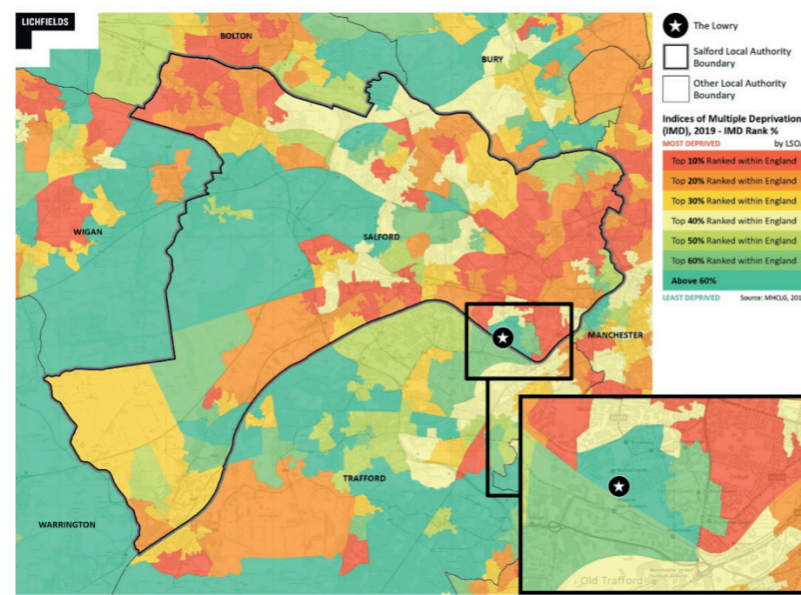 LICHFIELDS
BOLTON
BURY
WIGAN
SALFORD
MANCHESTER
TRAFFORD
WARRINGTON
The Lowry
Salford Local Authority
Boundary
Other Local Authority
Boundary
Indices of Multiple Deprivation
(IMD), 2019 - IMD Rank %
MOST DEPRIVED by LSOA
Top 10% Ranked within England
Top 20% Ranked within England
Top 30% Ranked within England
Top 40% Ranked within England
Top 50% Ranked within England
Top 60% Ranked within England
Above 60%
LEAST DEPRIVED Source: MHCLG, 201
Old Trafford